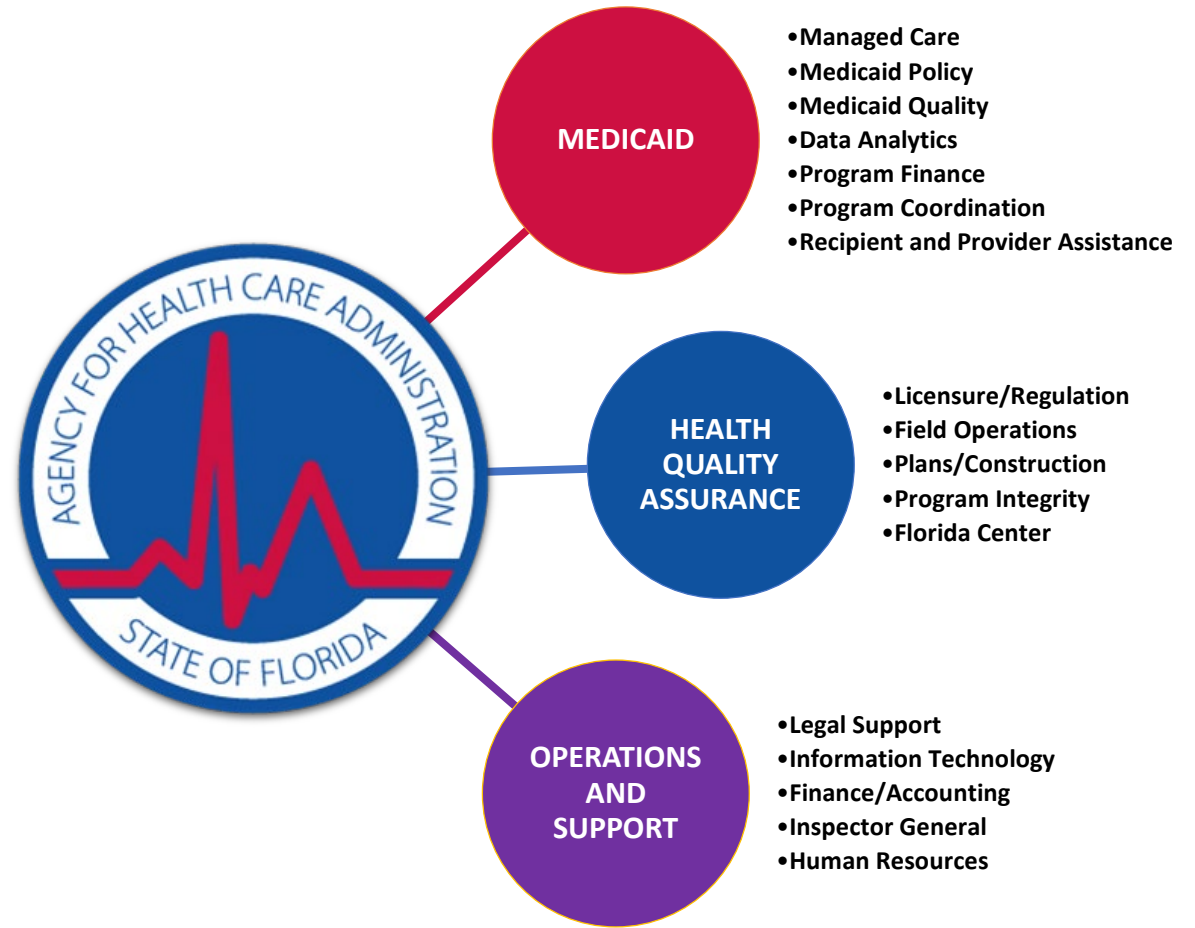 AGENCY FOR HEALTH CARE ADMINISTRATION
STATE OF FLORIDA
MEDICAID
•Managed Care
•Medicaid Policy
•Medicaid Quality
•Data Analytics
•Program Finance
•Program Coordination
•Recipient and Provider Assistance
HEALTH
QUALITY
ASSURANCE
•Licensure/Regulation
•Field Operations
•Plans/Construction
•Program Integrity
•Florida Center
OPERATIONS
AND
SUPPORT
•Legal Support
•Information Technology
•Finance/Accounting
•Inspector General
•Human Resources